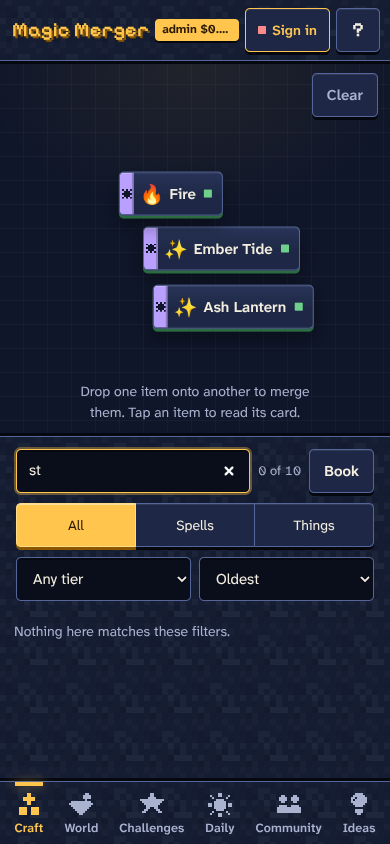 Magic Merger
admin $0....
Sign in
?
Clear
Fire
Ember Tide
Ash Lantern
Drop one item onto another to merge
them. Tap an item to read its card.
st
0 of 10
Book
All
Spells
Things
Any tier
Oldest
Nothing here matches these filters.
Craft
World
Challenges
Daily
Community
Ideas